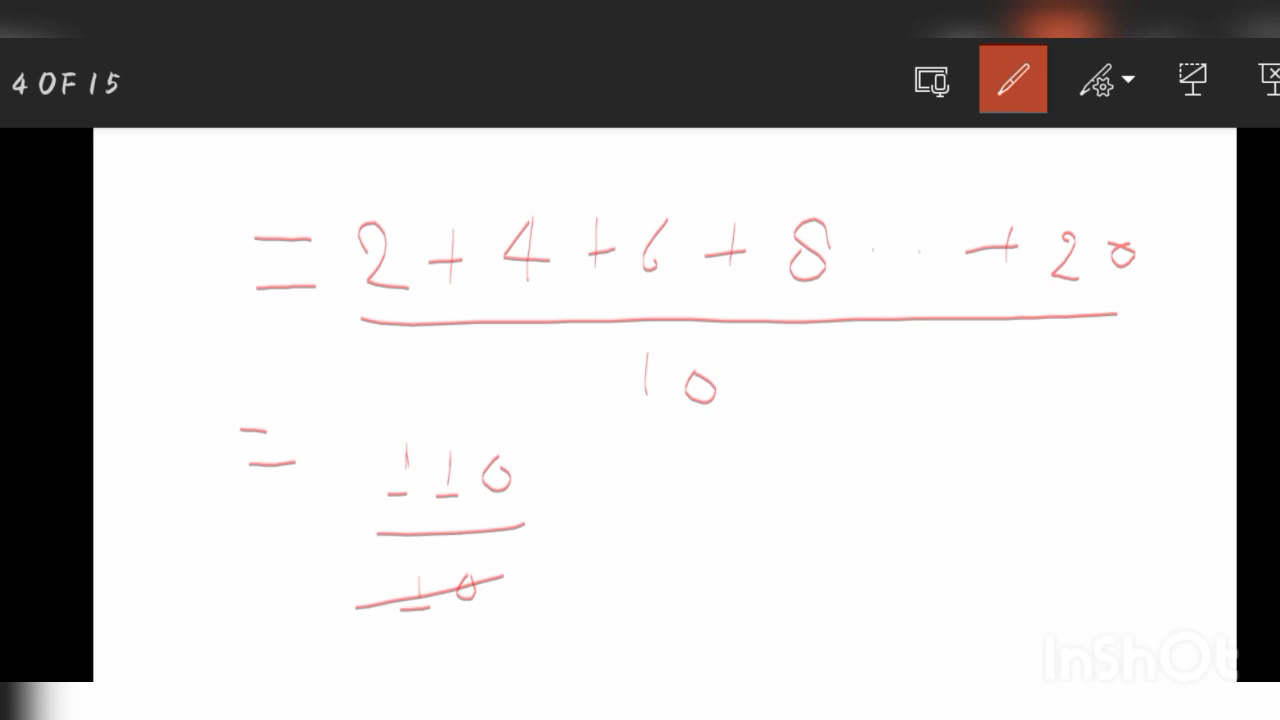 4 OF 15
= 2 + 4 + 6 + 8 .. + 20
10
= 110
10
InShOt